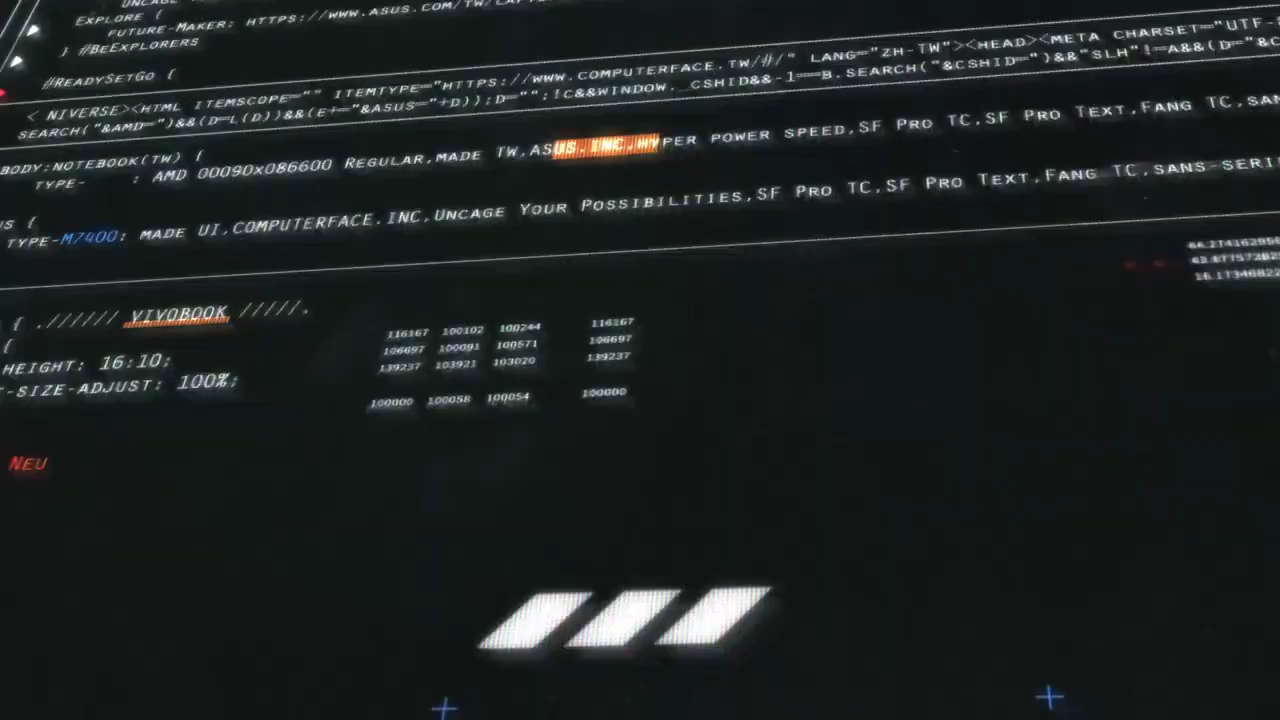 EXPLORE {
FUTURE-MAKER: HTTPS://WWW.ASUS.COM/TW/
} #BEEXPLORERS
#READYSETGO {
< NIVERSE><HTML ITEMSCOPE="" ITEMTYPE="HTTPS://WWW.COMPUTERFACE.TW/#/" LANG="ZH-TW"><HEAD><META CHARSET="UTF-
SEARCH("&AMD=")&&(D=L(D))&&(E+="&ASUS="+D));D="";!C&&WINDOW._CSHID&&-1==B.SEARCH("&CSHID=")&&"SLH"!=A&&(D="&C
BODY:NOTEBOOK(TW) {
TYPE- : AMD 00090X086600 REGULAR,MADE TW,ASUS.INC.HYPER POWER SPEED,SF PRO TC,SF PRO TEXT,FANG TC,SAN
US {
TYPE-M7400: MADE UI,COMPUTERFACE.INC,UNCAGE YOUR POSSIBILITIES,SF PRO TC,SF PRO TEXT,FANG TC,SANS-SERI
{ .////// VIVOBOOK /////.
{
HEIGHT: 16:10;
T-SIZE-ADJUST: 100%;
116167 100102 100244 116167
106697 100091 100571 106697
139237 103921 103020 139237
100000 100058 100054 100000
NEU